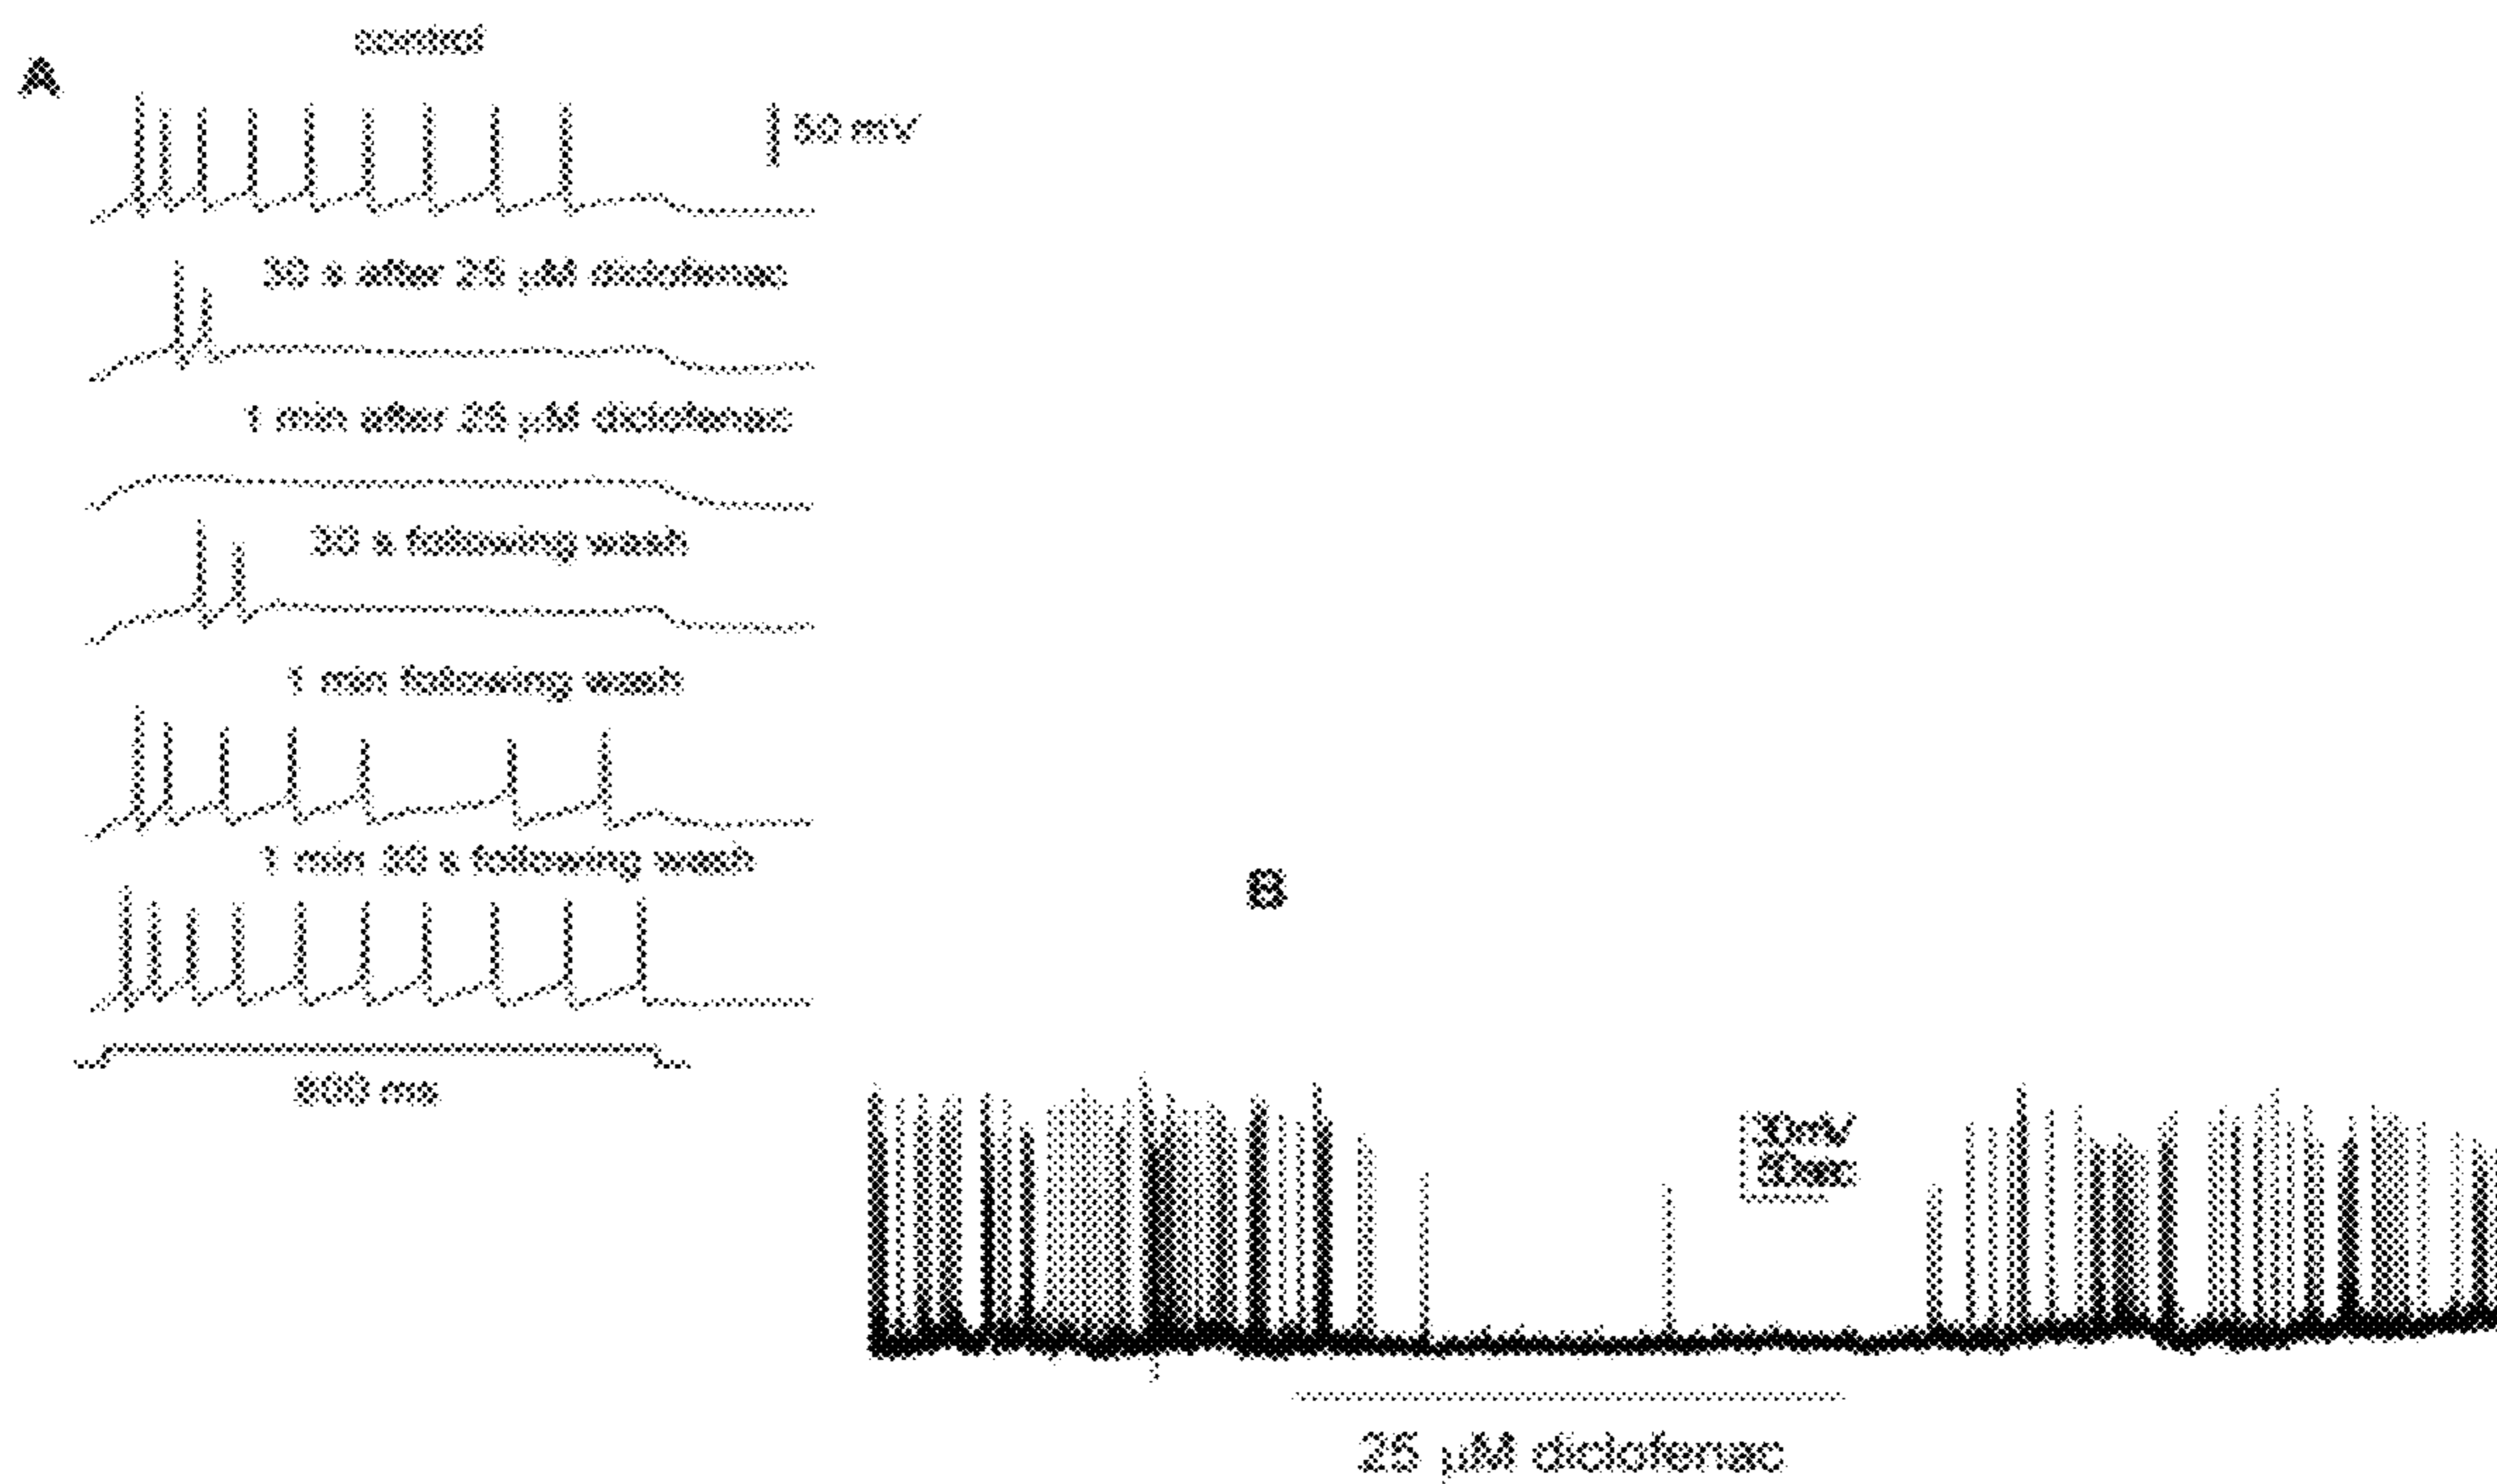 control
A
50 mV
30 s after 25 µM diclofenac
1 min after 25 µM diclofenac
30 s following wash
1 min following wash
1 min 30 s following wash
B
ms
mV
25 µM diclofenac